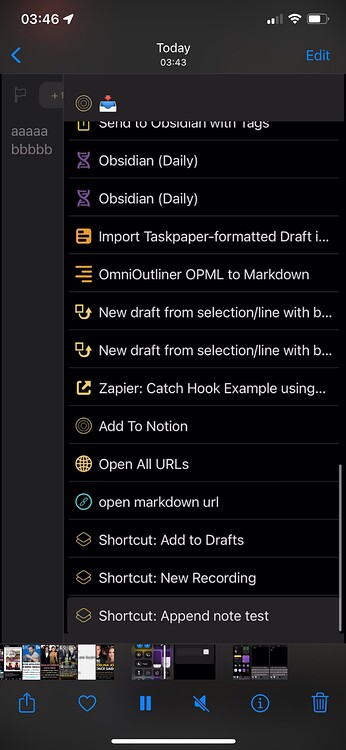 03:46
Today
03:43
Edit
+
aaaaa
bbbbb
Send to Obsidian with Tags
Obsidian (Daily)
Obsidian (Daily)
Import Taskpaper-formatted Draft i...
OmniOutliner OPML to Markdown
New draft from selection/line with b...
New draft from selection/line with b...
Zapier: Catch Hook Example using...
Add To Notion
Open All URLs
open markdown url
Shortcut: Add to Drafts
Shortcut: New Recording
Shortcut: Append note test